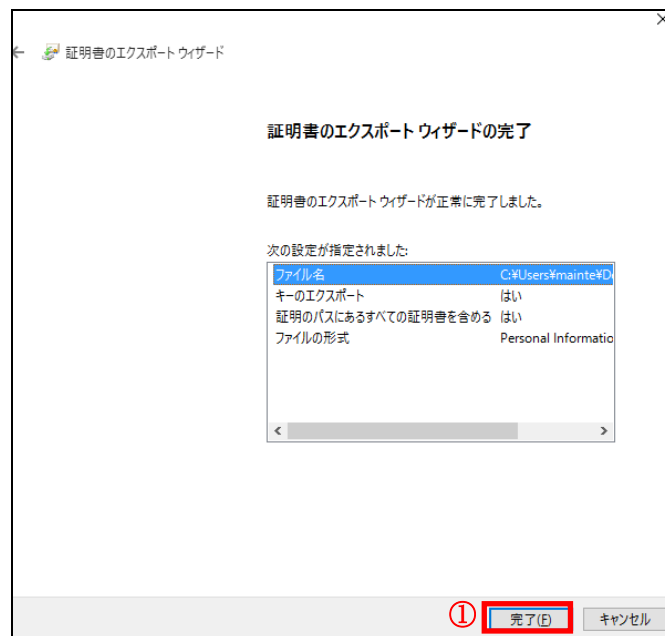 証明書のエクスポート ウィザード
証明書のエクスポート ウィザードの完了
証明書のエクスポート ウィザードが正常に完了しました。
次の設定が指定されました:
ファイル名 C:¥Users¥mainte¥De
キーのエクスポート はい
証明のパスにあるすべての証明書を含める はい
ファイルの形式 Personal Informatio
① 完了(F) キャンセル